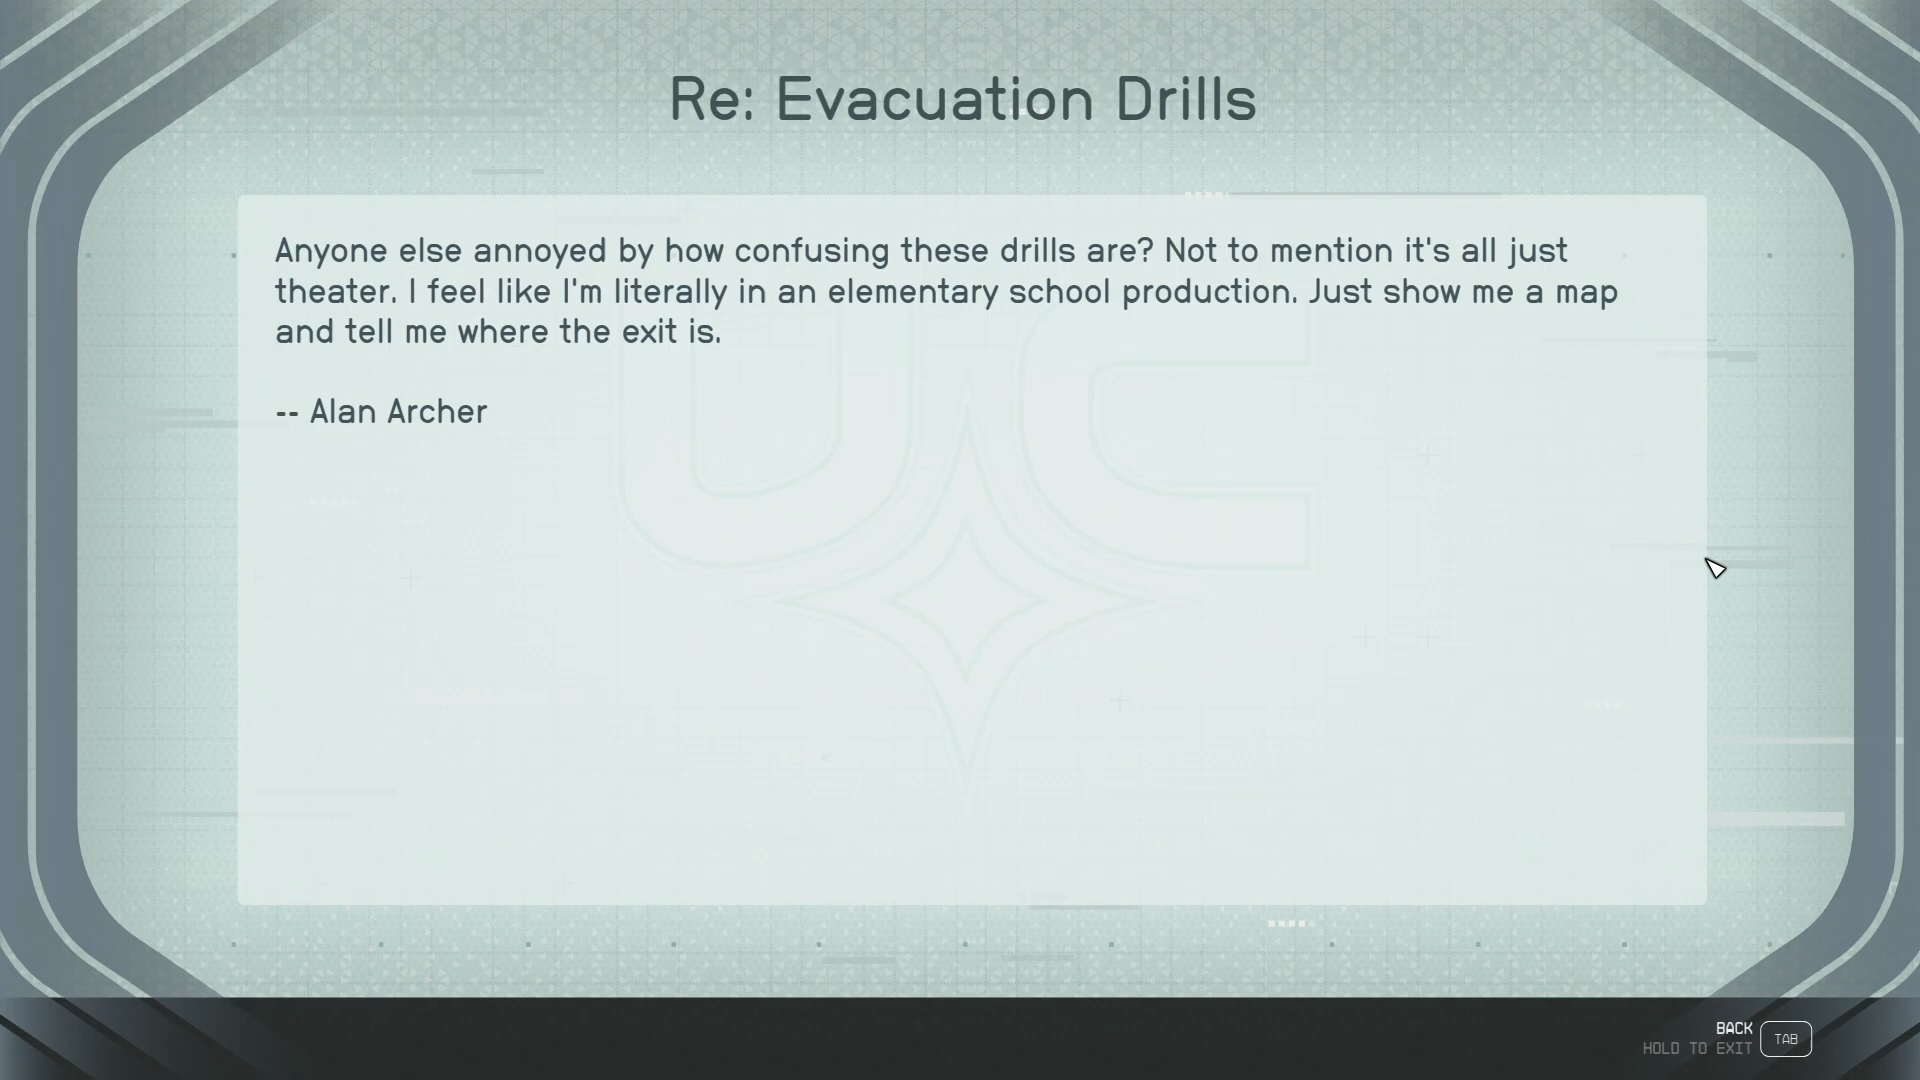 Re: Evacuation Drills
Anyone else annoyed by how confusing these drills are? Not to mention it's all just
theater. I feel like I'm literally in an elementary school production. Just show me a map
and tell me where the exit is.
-- Alan Archer
UC
BACK
HOLD TO EXIT
TAB